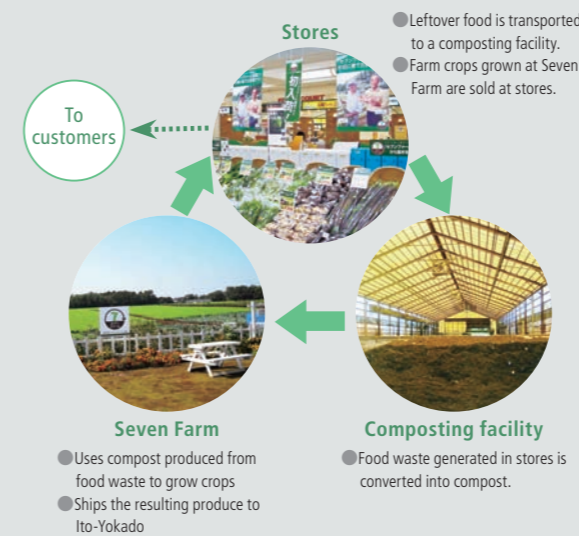 Stores
●Leftover food is transported
to a composting facility.
●Farm crops grown at Seven
Farm are sold at stores.
To
customers
Seven Farm
●Uses compost produced from
food waste to grow crops
●Ships the resulting produce to
Ito-Yokado
Composting facility
●Food waste generated in stores is
converted into compost.